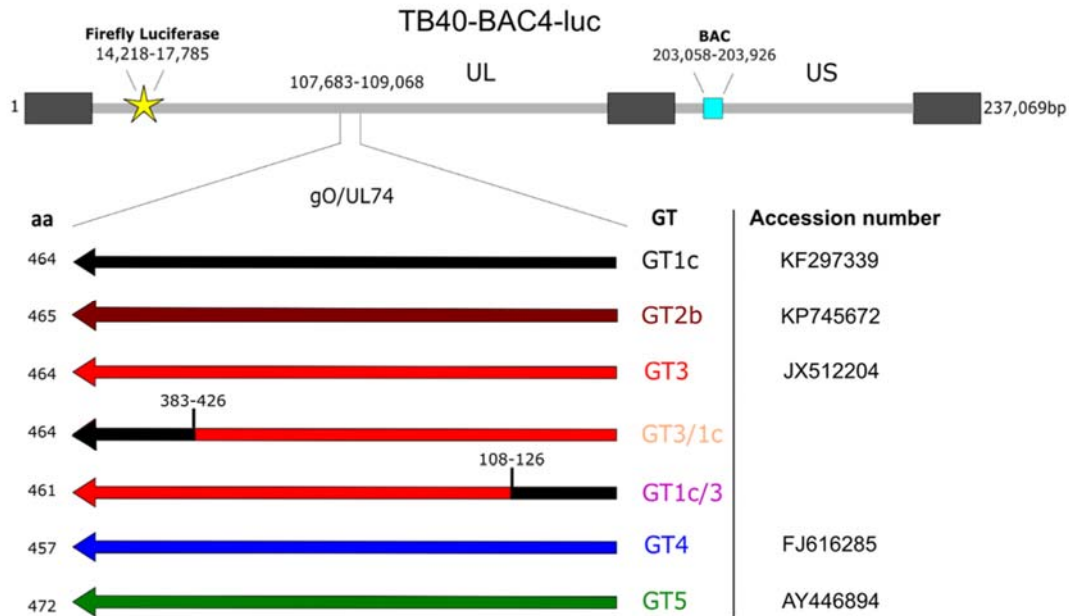 TB40-BAC4-luc
Firefly Luciferase
14,218-17,785
107,683-109,068
UL
BAC
203,058-203,926
US
1
237,069bp
gO/UL74
aa
GT
Accession number
464
GT1c
KF297339
465
GT2b
KP745672
464
GT3
JX512204
383-426
464
GT3/1c
108-126
461
GT1c/3
457
GT4
FJ616285
472
GT5
AY446894